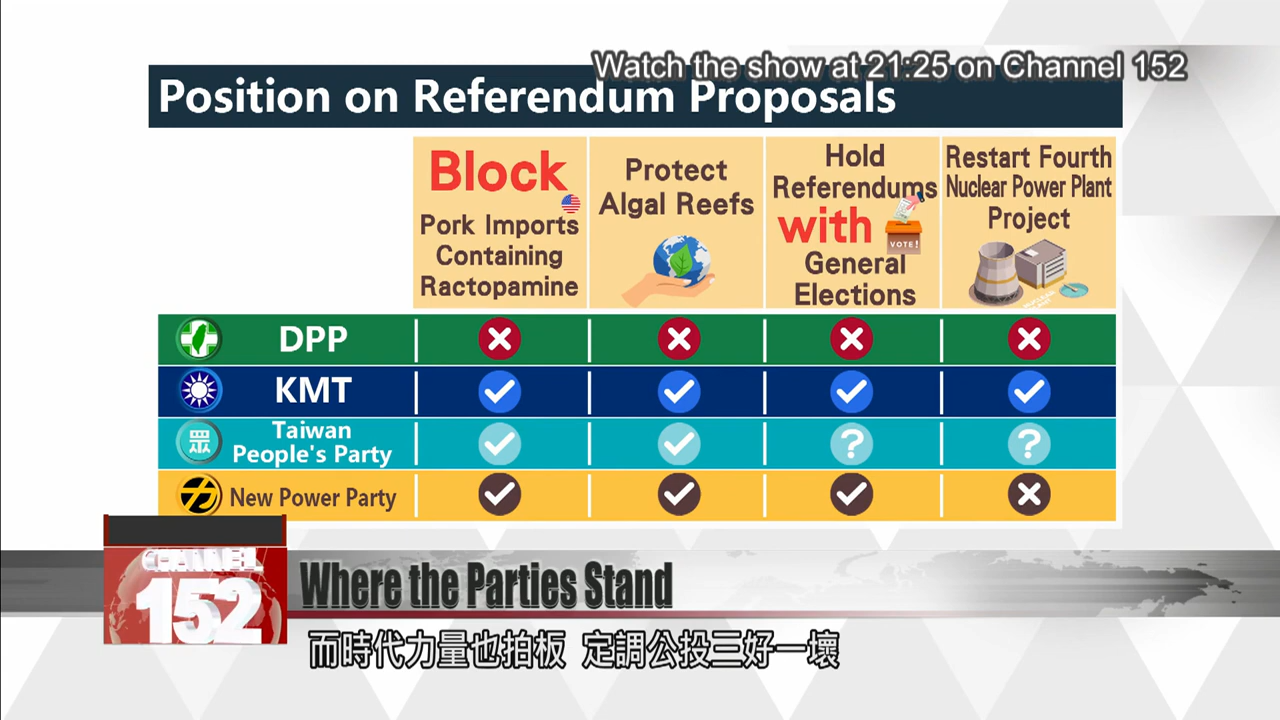 Watch the show at 21:25 on Channel 152
Position on Referendum Proposals
Block
Pork Imports
Containing
Ractopamine
Protect
Algal Reefs
Hold
Referendums
with
VOTE!
General
Elections
Restart Fourth
Nuclear Power Plant
Project
DPP
KMT
眾
Taiwan
People's Party
New Power Party
CHANNEL
152
Where the Parties Stand
而時代力量也拍板 定調公投三好一壞